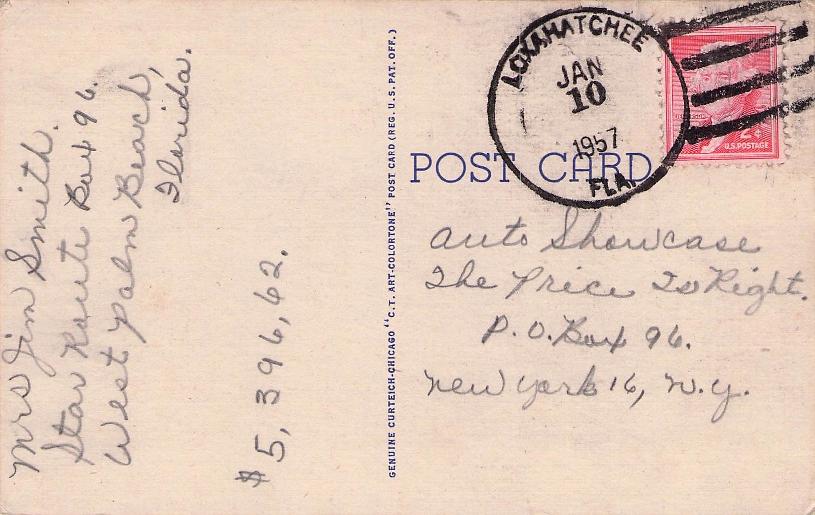 Mrs Jim Smith.
Star Route Box 96.
West Palm Beach,
Florida.
$5,396,62.
GENUINE CURTEICH-CHICAGO "C.T. ART-COLORTONE" POST CARD (REG. U.S. PAT. OFF.)
LOXAHATCHEE
JAN
10
1957
FLA.
2¢
U.S. POSTAGE
POST CARD
Auto Showcase
The Price Is Right.
P.O. Box 96.
New York 16, N.Y.